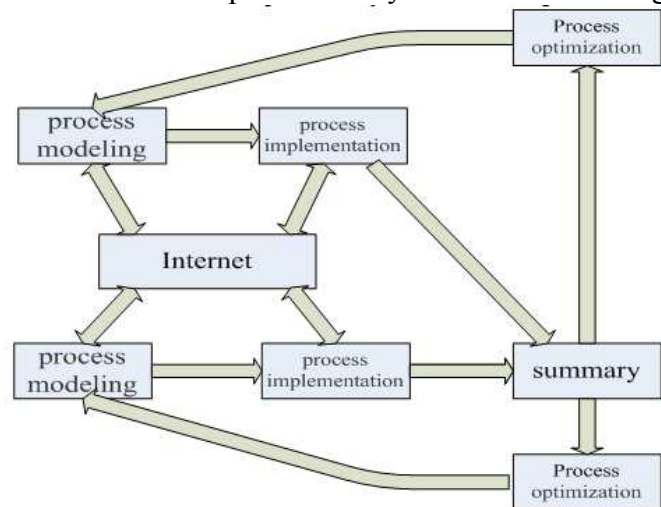 Process
optimization
process
modeling
process
implementation
Internet
process
modeling
process
implementation
summary
Process
optimization